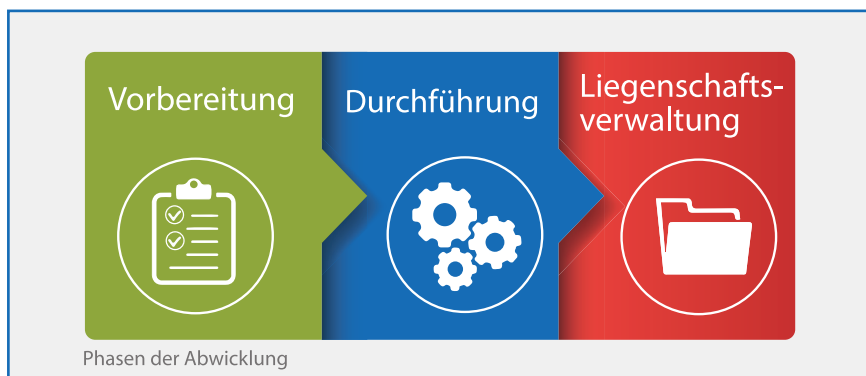 Vorbereitung
Durchführung
Liegenschafts-
verwaltung
Phasen der Abwicklung